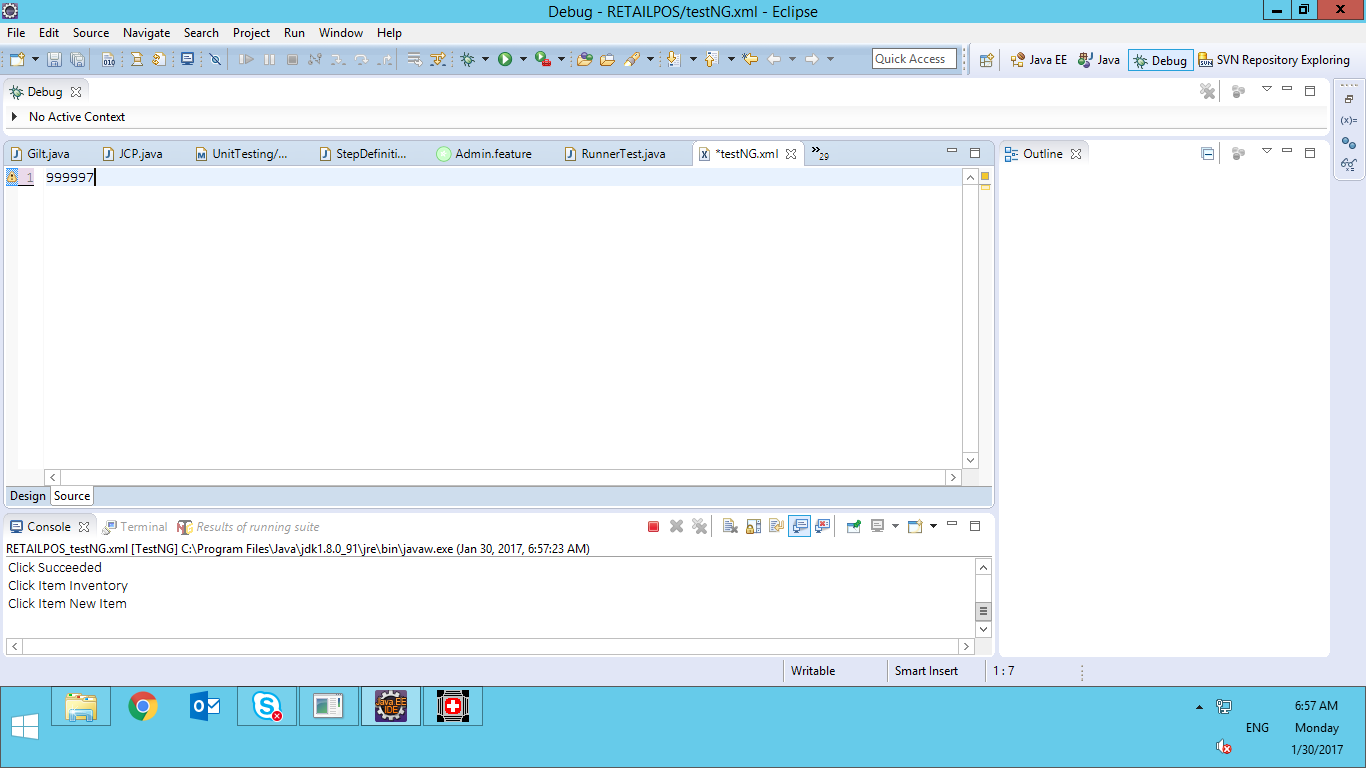 Debug - RETAILPOS/testNG.xml - Eclipse
File Edit Source Navigate Search Project Run Window Help
Quick Access Java EE Java Debug SVN Repository Exploring
Debug
No Active Context
Gilt.java JCP.java UnitTesting/... StepDefiniti... Admin.feature RunnerTest.java *testNG.xml »29 Outline
1 999997
Design Source
Console Terminal Results of running suite
RETAILPOS_testNG.xml [TestNG] C:\Program Files\Java\jdk1.8.0_91\jre\bin\javaw.exe (Jan 30, 2017, 6:57:23 AM)
Click Succeeded
Click Item Inventory
Click Item New Item
Writable Smart Insert 1 : 7
6:57 AM
ENG Monday
1/30/2017